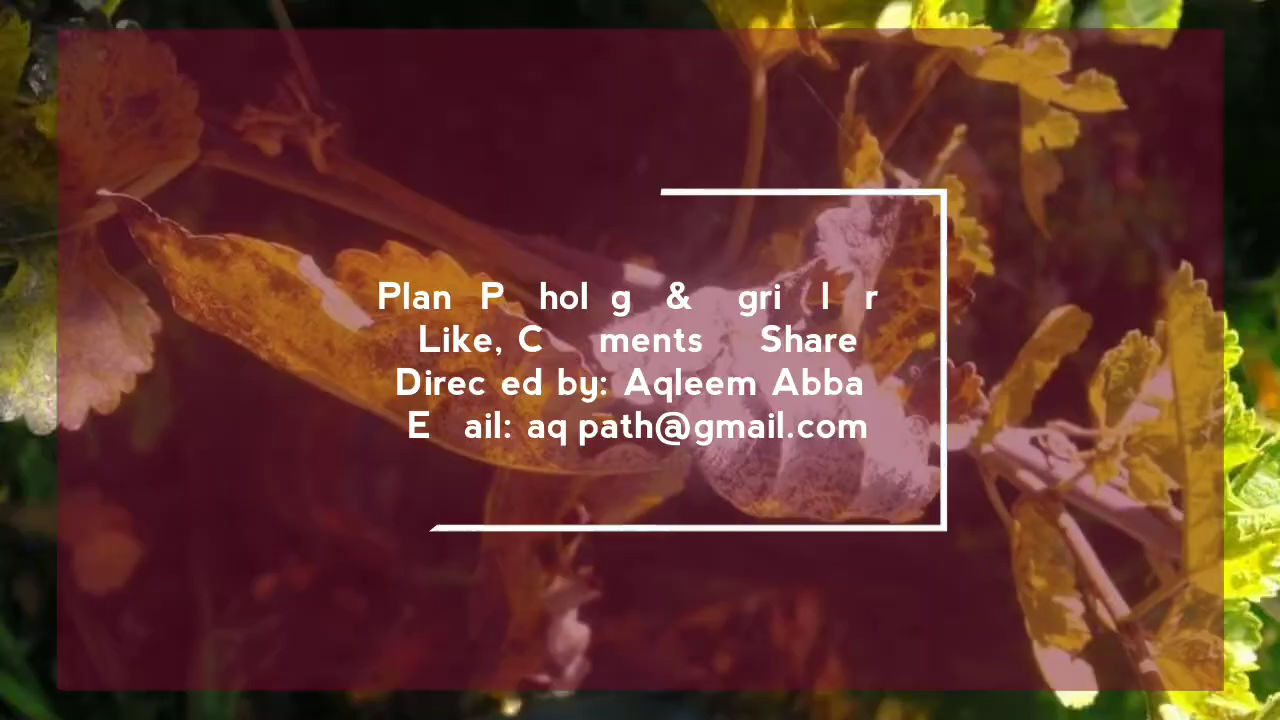 Plan P hol g & gri l r
Like, C ments Share
Direc ed by: Aqleem Abba
E ail: aq path@gmail.com